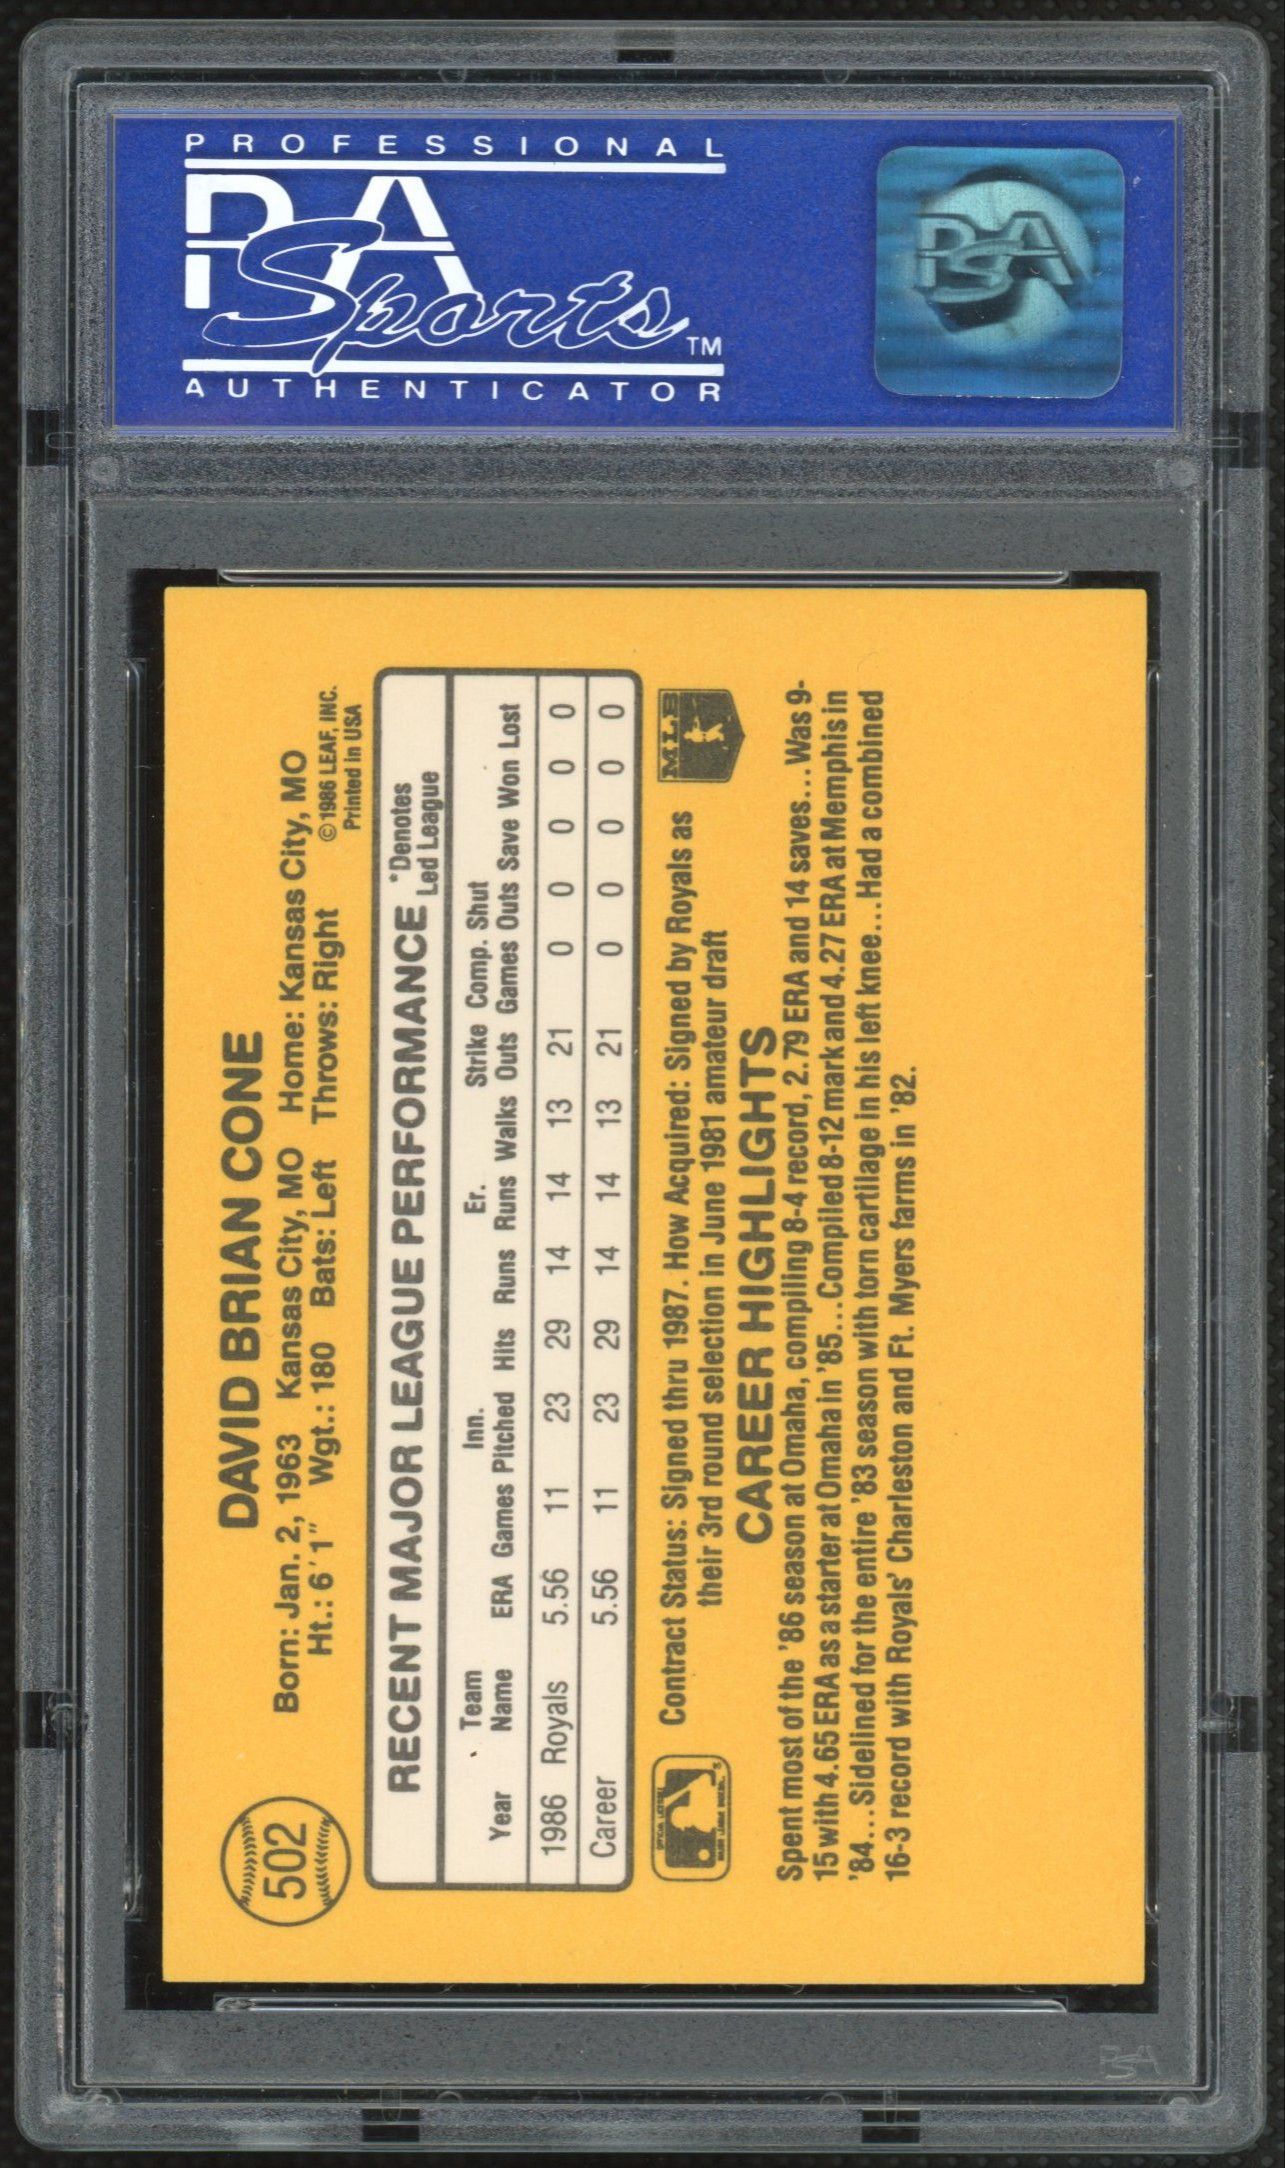 PROFESSIONAL
PSA
Sports™
AUTHENTICATOR
PSA
502
DAVID BRIAN CONE
Born: Jan. 2, 1963 Kansas City, MO Home: Kansas City, MO
Ht.: 6'1" Wgt.: 180 Bats: Left Throws: Right
©1986 LEAF, INC.
Printed in USA
RECENT MAJOR LEAGUE PERFORMANCE
*Denotes
Led League
Team Inn. Er. Strike Comp. Shut
Year Name ERA Games Pitched Hits Runs Runs Walks Outs Games Outs Save Won Lost
1986 Royals 5.56 11 23 29 14 14 13 21 0 0 0 0 0
Career 5.56 11 23 29 14 14 13 21 0 0 0 0 0
Contract Status: Signed thru 1987. How Acquired: Signed by Royals as
their 3rd round selection in June 1981 amateur draft
MLB
CAREER HIGHLIGHTS
Spent most of the '86 season at Omaha, compiling 8-4 record, 2.79 ERA and 14 saves...Was 9-
15 with 4.65 ERA as a starter at Omaha in '85...Compiled 8-12 mark and 4.27 ERA at Memphis in
'84...Sidelined for the entire '83 season with torn cartilage in his left knee...Had a combined
16-3 record with Royals' Charleston and Ft. Myers farms in '82.
PSA